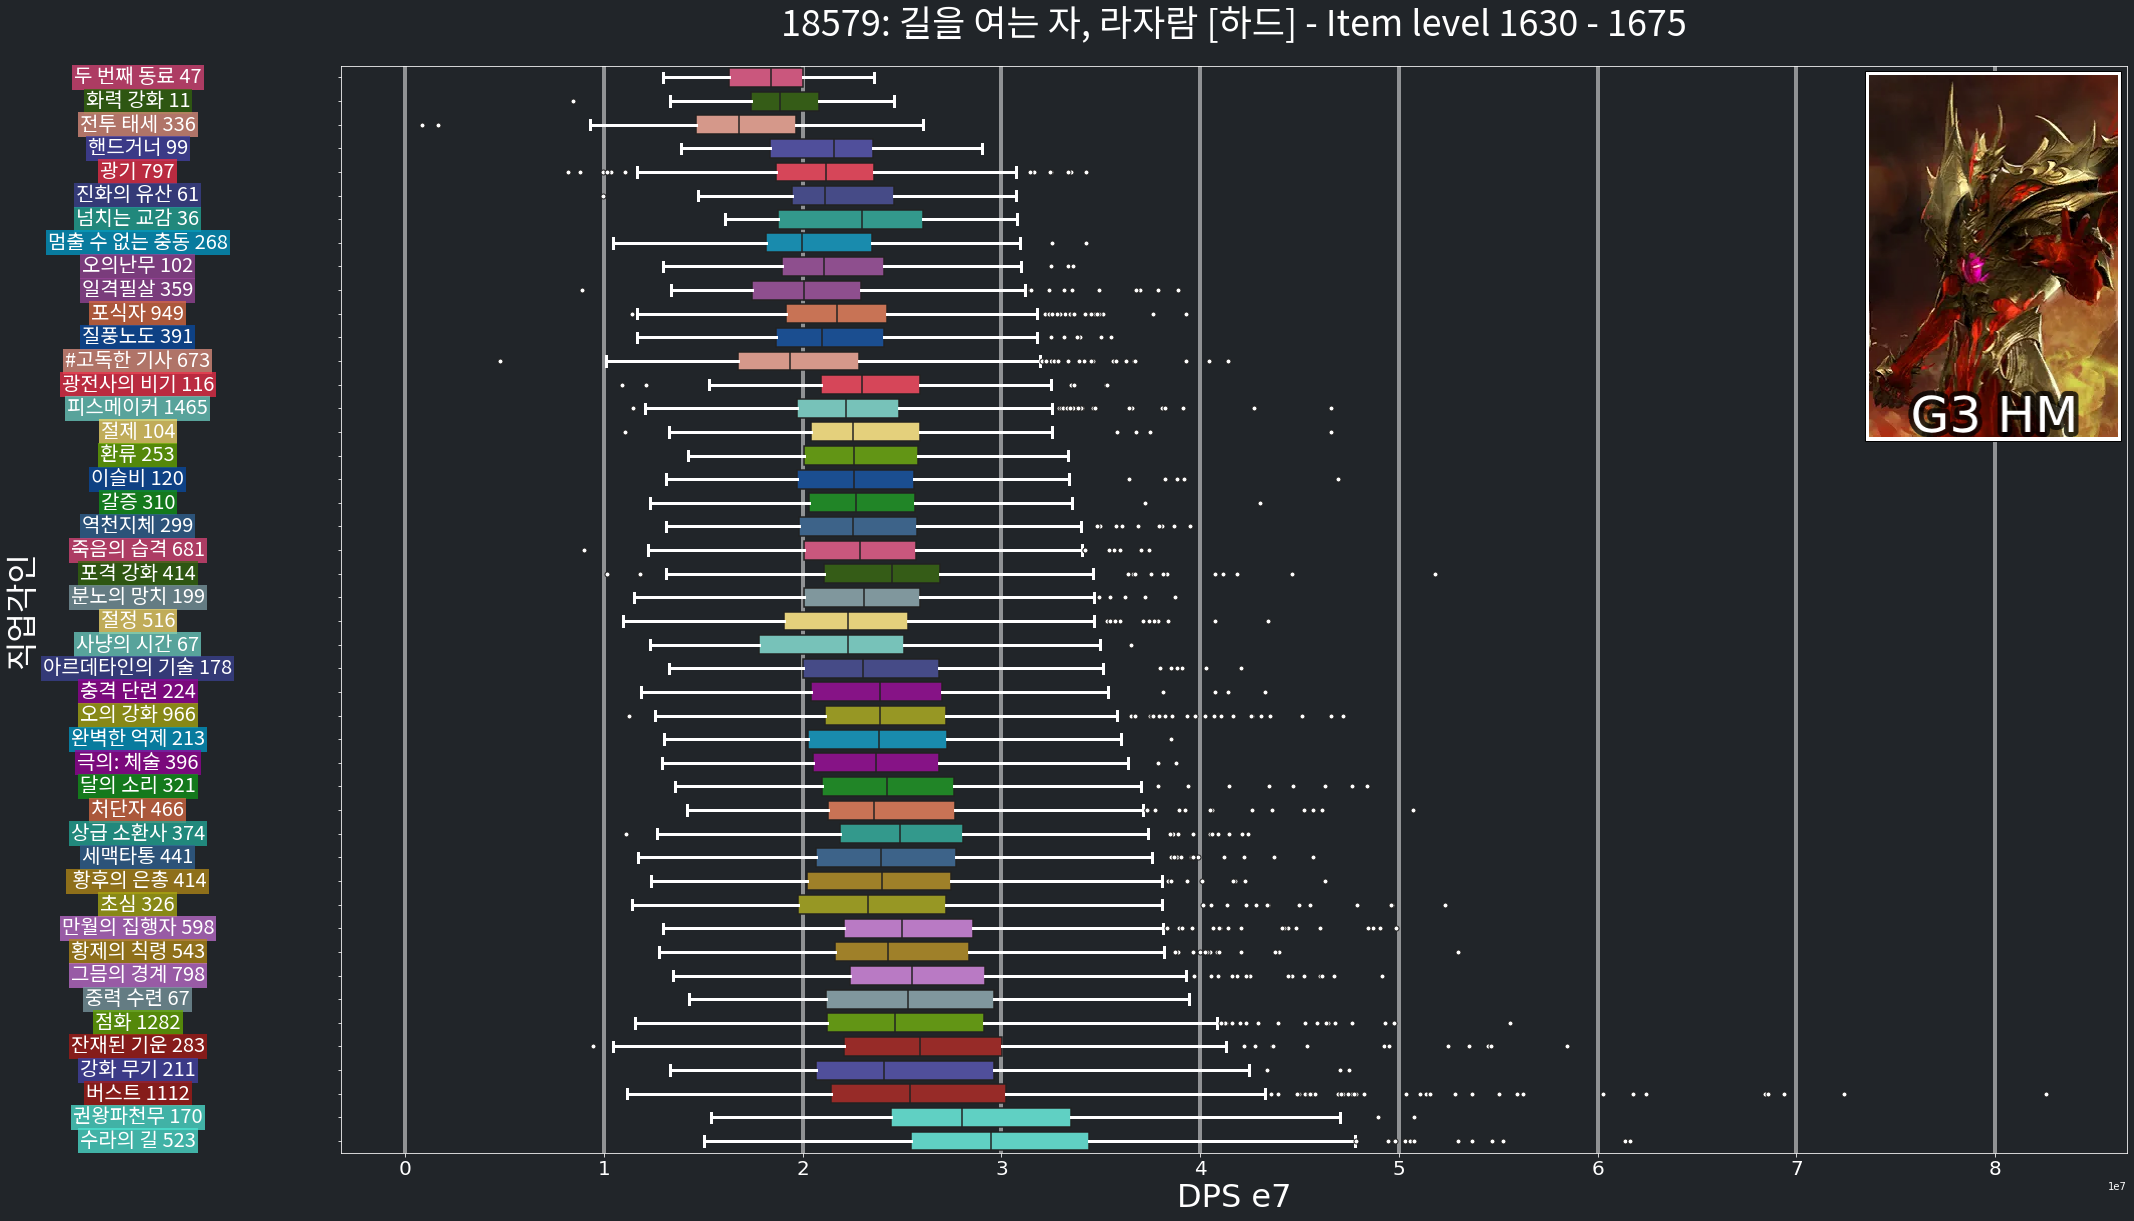 18579: 길을 여는 자, 라자람 [하드] - Item level 1630 - 1675
두 번째 동료 47
화력 강화 11
전투 태세 336
핸드거너 99
광기 797
진화의 유산 61
넘치는 교감 36
멈출 수 없는 충동 268
오의난무 102
일격필살 359
포식자 949
질풍노도 391
#고독한 기사 673
광전사의 비기 116
피스메이커 1465
절제 104
환류 253
이슬비 120
갈증 310
역천지체 299
죽음의 습격 681
포격 강화 414
분노의 망치 199
절정 516
사냥의 시간 67
아르데타인의 기술 178
충격 단련 224
오의 강화 966
완벽한 억제 213
극의: 체술 396
달의 소리 321
처단자 466
상급 소환사 374
세맥타통 441
황후의 은총 414
초심 326
만월의 집행자 598
황제의 칙령 543
그믐의 경계 798
중력 수련 67
점화 1282
잔재된 기운 283
강화 무기 211
버스트 1112
권왕파천무 170
수라의 길 523
직업각인
G3 HM
0 1 2 3 4 5 6 7 8
DPS e7
1e7